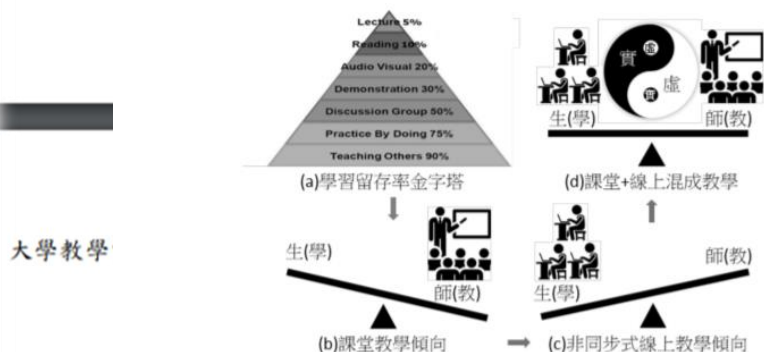 Lecture 5%
Reading 10%
Audio Visual 20%
Demonstration 30%
Discussion Group 50%
Practice By Doing 75%
Teaching Others 90%
(a)學習留存率金字塔
實
虛
虛
實
生(學)
師(教)
(d)課堂+線上混成教學
大學教學
生(學)
師(教)
(b)課堂教學傾向
生(學)
師(教)
(c)非同步式線上教學傾向